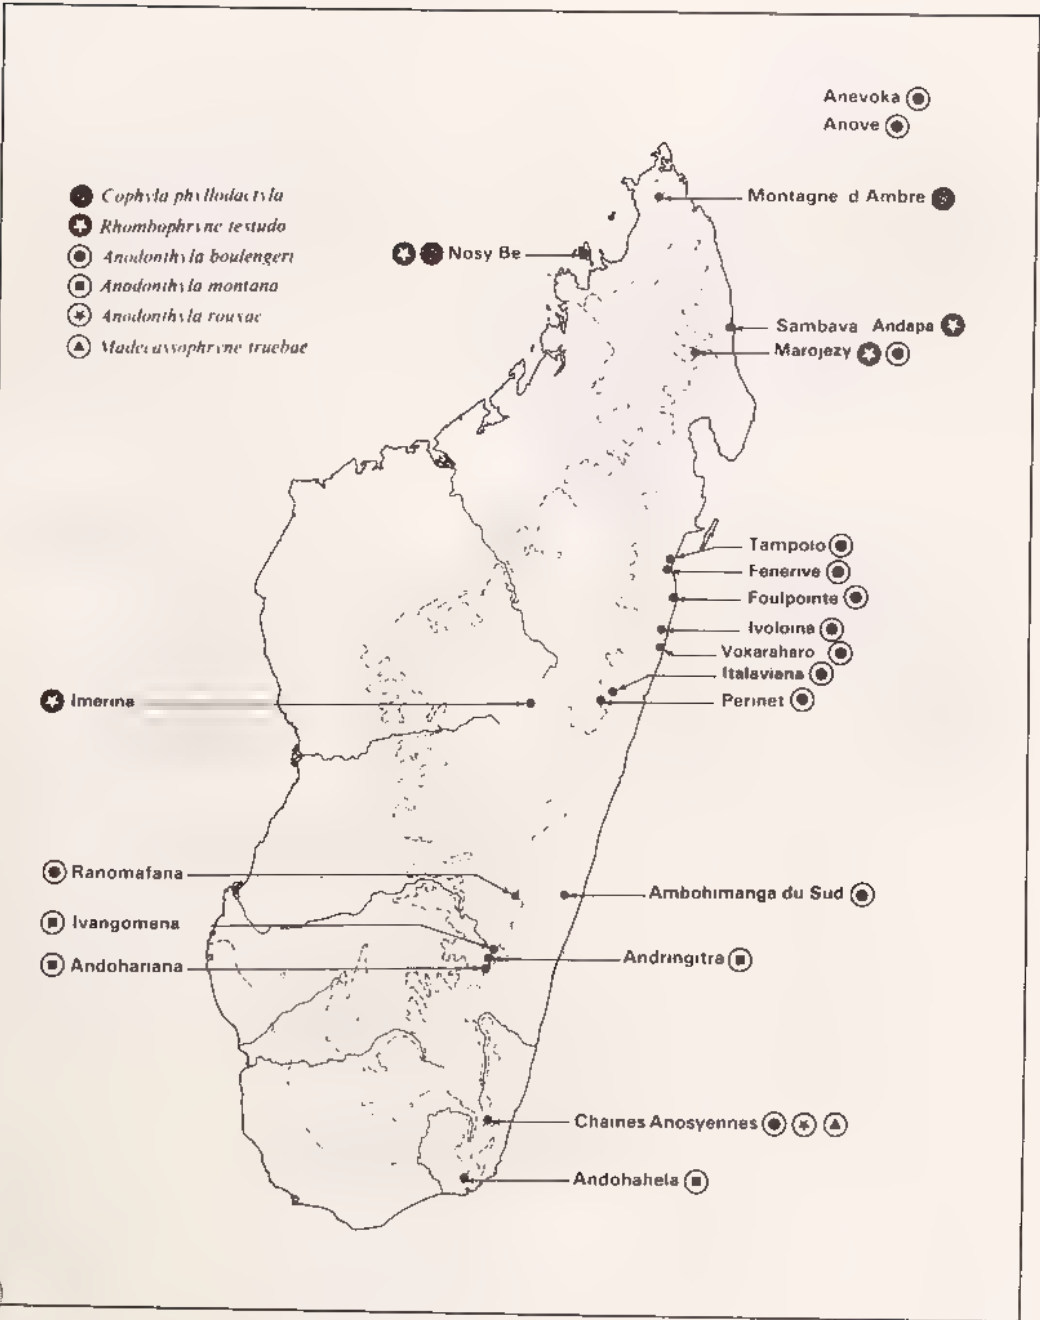 Anevoka
Anove
Cophyla phyllodactyla
Rhombophryne testudo
Anodonthyla boulengeri
Anodonthyla montana
Anodonthyla rouxae
Madecassophryne truebae
Montagne d Ambre
Nosy Be
Sambava Andapa
Marojezy
Tampolo
Fenerive
Foulpointe
Ivoloina
Voxaraharo
Italaviana
Perinet
Imerina
Ranomafana
Ambohimanga du Sud
Ivangomena
Andringitra
Andohariana
Chaines Anosyennes
Andohahela